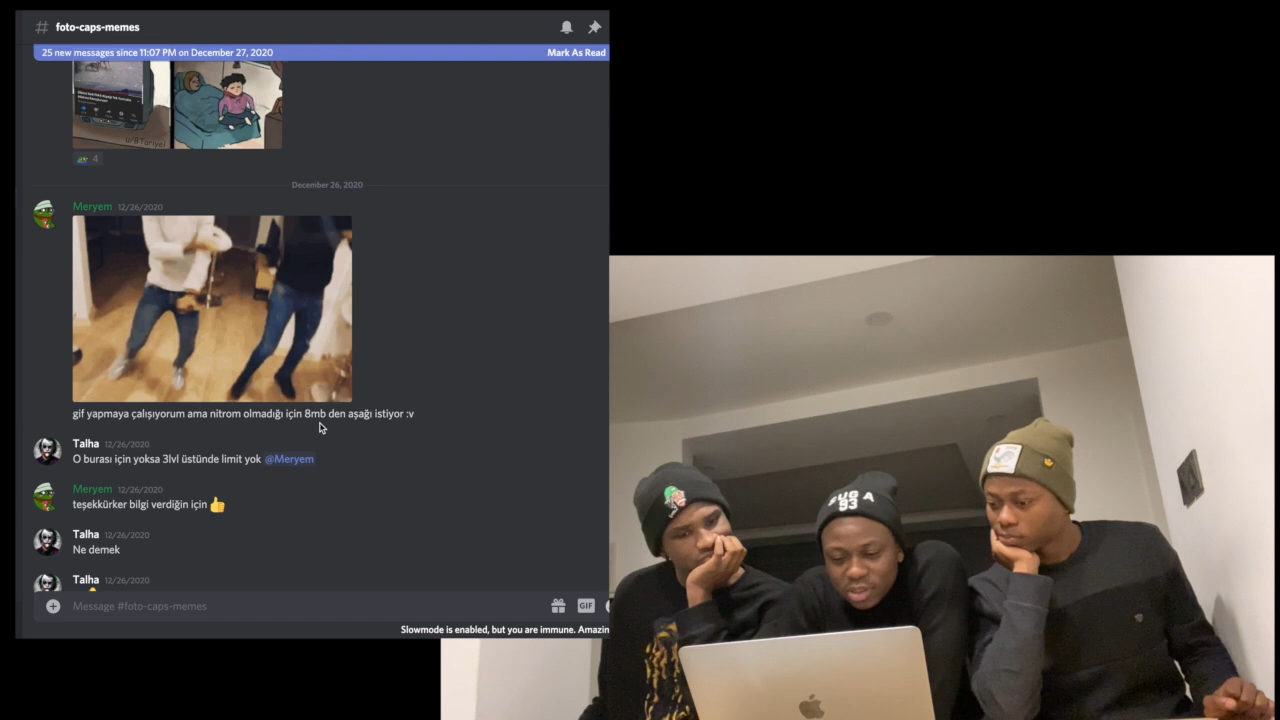 # foto-caps-memes
25 new messages since 11:07 PM on December 27, 2020 Mark As Read
u/BTariyel
4
December 26, 2020
Meryem 12/26/2020
gif yapmaya çalışıyorum ama nitrom olmadığı için 8mb den aşağı istiyor :v
Talha 12/26/2020
O burası için yoksa 3lvl üstünde limit yok @Meryem
Meryem 12/26/2020
teşekkürker bilgi verdiğin için 👍
Talha 12/26/2020
Ne demek
Talha 12/26/2020
Message #foto-caps-memes
GIF
Slowmode is enabled, but you are immune. Amazin
93